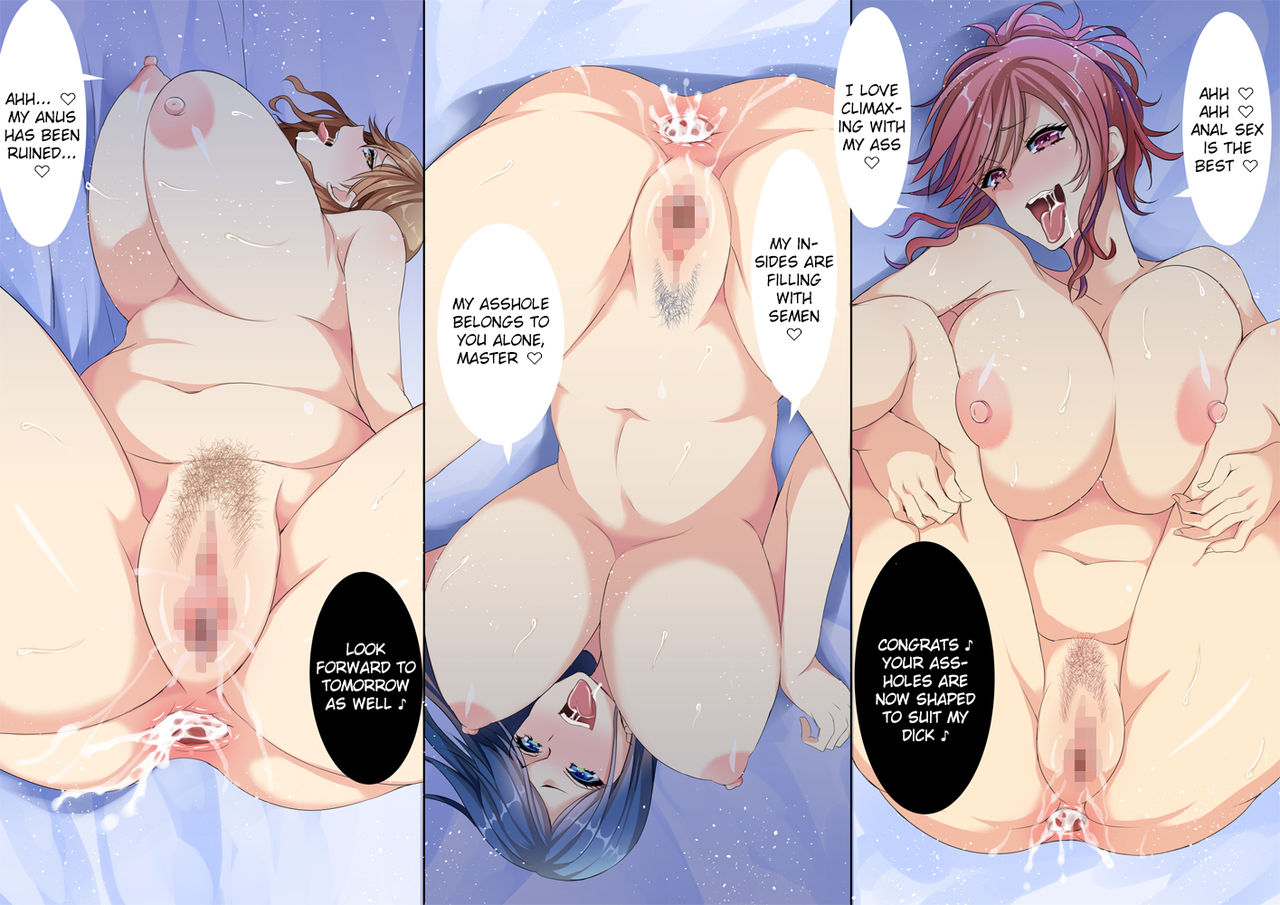 AHH... ♡
MY ANUS
HAS BEEN
RUINED...
♡
LOOK
FORWARD TO
TOMORROW
AS WELL ♪
MY ASSHOLE
BELONGS TO
YOU ALONE,
MASTER ♡
MY IN-
SIDES ARE
FILLING
WITH
SEMEN
♡
I LOVE
CLIMAX-
ING WITH
MY ASS
♡
AHH ♡
AHH ♡
ANAL SEX
IS THE
BEST ♡
CONGRATS ♪
YOUR ASS-
HOLES ARE
NOW SHAPED
TO SUIT MY
DICK ♪